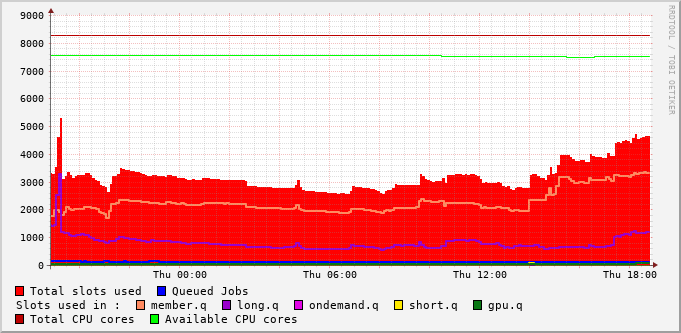 RRDTOOL / TOBI OETIKER
9000
8000
7000
6000
5000
4000
3000
2000
1000
0
Thu 00:00 Thu 06:00 Thu 12:00 Thu 18:00
Total slots used Queued Jobs
Slots used in : member.q long.q ondemand.q short.q gpu.q
Total CPU cores Available CPU cores